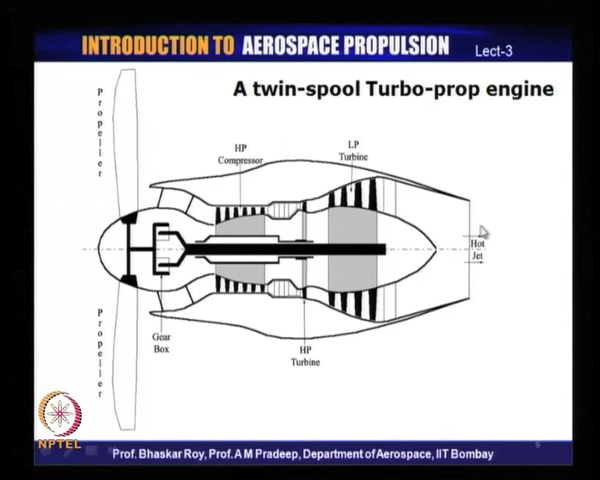 INTRODUCTION TO AEROSPACE PROPULSION
Lect-3
A twin-spool Turbo-prop engine
Propeller
HP
Compressor
LP
Turbine
Hot
Jet
Gear
Box
HP
Turbine
Propeller
NPTEL
9
Prof. Bhaskar Roy, Prof. A M Pradeep, Department of Aerospace, IIT Bombay